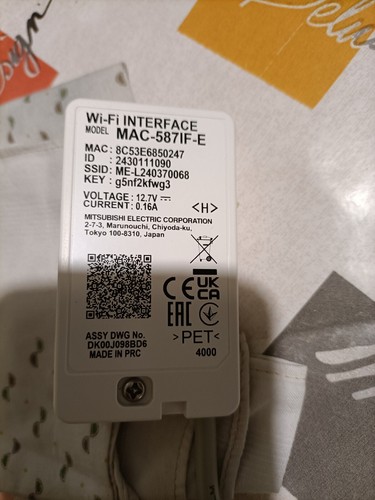 esign
Wi-Fi INTERFACE
MODEL MAC-587IF-E
MAC : 8C53E6850247
ID : 2430111090
SSID: ME-L240370068
KEY : g5nf2kfwg3
VOLTAGE : 12.7V
CURRENT: 0.16A
<H>
MITSUBISHI ELECTRIC CORPORATION
2-7-3, Marunouchi, Chiyoda-ku,
Tokyo 100-8310, Japan
CE UK CA
EAC
ASSY DWG No.
DK00J098BD6
MADE IN PRC
>PET<
4000